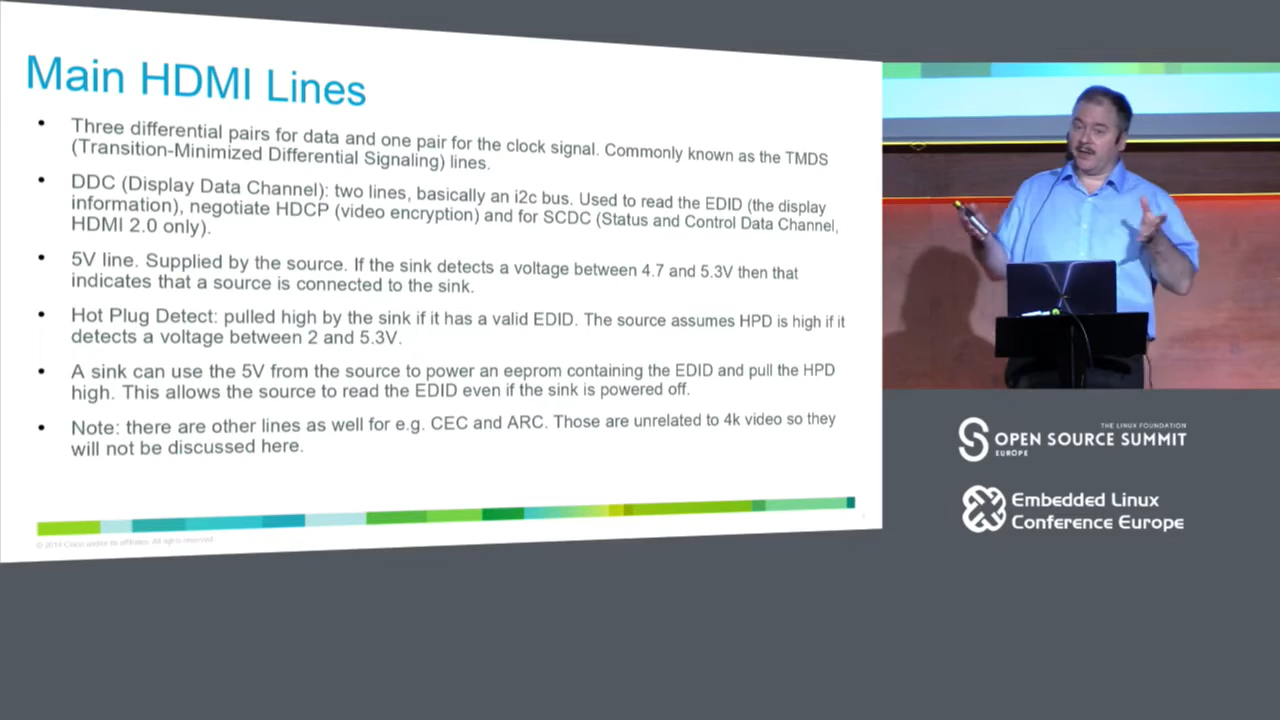 Main HDMI Lines
• Three differential pairs for data and one pair for the clock signal. Commonly known as the TMDS
(Transition-Minimized Differential Signaling) lines.
• DDC (Display Data Channel): two lines, basically an i2c bus. Used to read the EDID (the display
information), negotiate HDCP (video encryption) and for SCDC (Status and Control Data Channel,
HDMI 2.0 only).
• 5V line. Supplied by the source. If the sink detects a voltage between 4.7 and 5.3V then that
indicates that a source is connected to the sink.
• Hot Plug Detect: pulled high by the sink if it has a valid EDID. The source assumes HPD is high if it
detects a voltage between 2 and 5.3V.
• A sink can use the 5V from the source to power an eeprom containing the EDID and pull the HPD
high. This allows the source to read the EDID even if the sink is powered off.
• Note: there are other lines as well for e.g. CEC and ARC. Those are unrelated to 4k video so they
will not be discussed here.
Cisco and/or its affiliates. All rights reserved.
THE LINUX FOUNDATION
OPEN SOURCE SUMMIT
EUROPE
Embedded Linux
Conference Europe